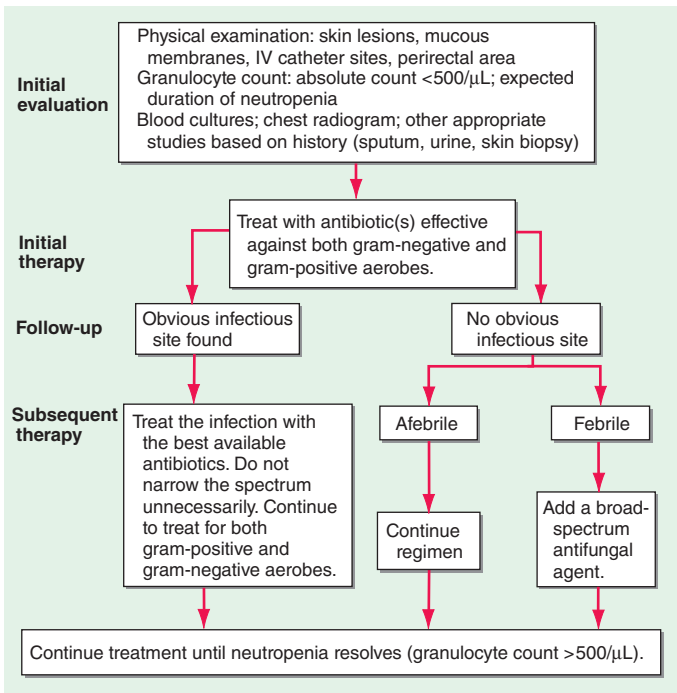 Initial
evaluation
Physical examination: skin lesions, mucous
membranes, IV catheter sites, perirectal area
Granulocyte count: absolute count <500/μL; expected
duration of neutropenia
Blood cultures; chest radiogram; other appropriate
studies based on history (sputum, urine, skin biopsy)
Initial
therapy
Treat with antibiotic(s) effective
against both gram-negative and
gram-positive aerobes.
Follow-up
Obvious infectious
site found
No obvious
infectious site
Subsequent
therapy
Treat the infection with
the best available
antibiotics. Do not
narrow the spectrum
unnecessarily. Continue
to treat for both
gram-positive and
gram-negative aerobes.
Afebrile
Febrile
Continue
regimen
Add a broad-
spectrum
antifungal
agent.
Continue treatment until neutropenia resolves (granulocyte count >500/μL).